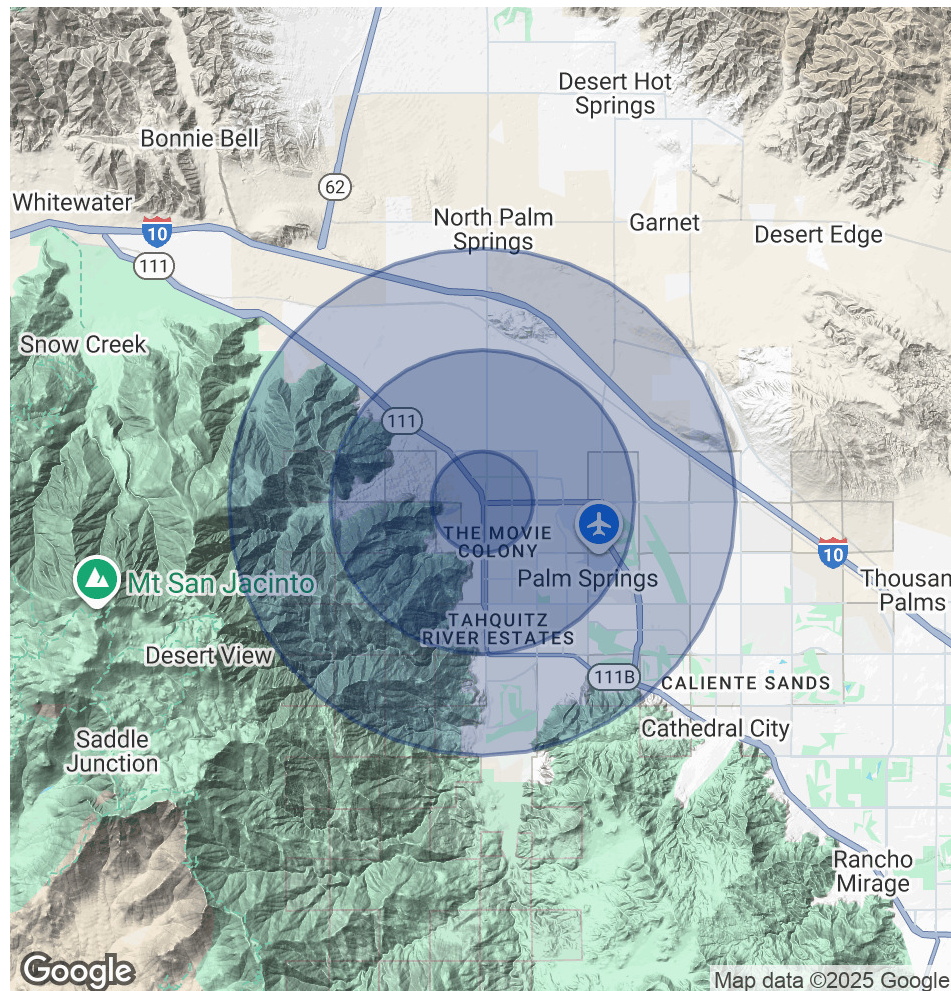 Desert Hot
Springs
Bonnie Bell
62
Whitewater
10
North Palm
Springs
Garnet
Desert Edge
111
Snow Creek
111
THE MOVIE
COLONY
10
Mt San Jacinto
Palm Springs
Thousan
Palms
TAHQUITZ
RIVER ESTATES
Desert View
111B
CALIENTE SANDS
Saddle
Junction
Cathedral City
Rancho
Mirage
Google
Map data ©2025 Google